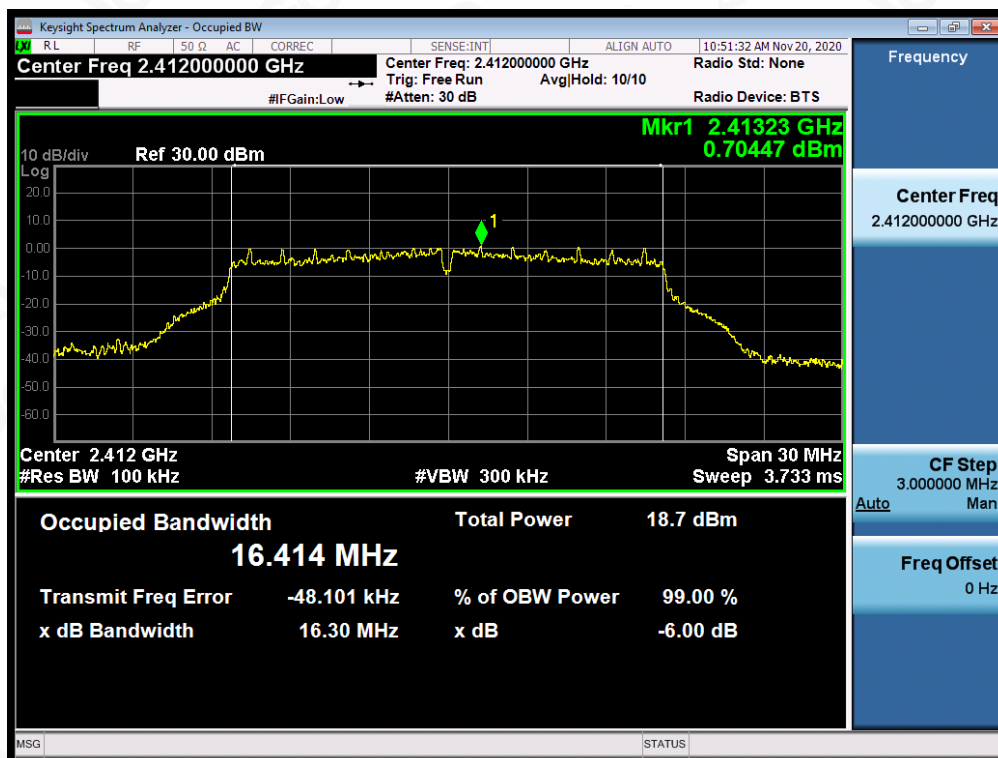 Keysight Spectrum Analyzer - Occupied BW
LXI RL RF 50 Ω AC CORREC SENSE:INT ALIGN AUTO 10:51:32 AM Nov 20, 2020
Center Freq 2.412000000 GHz
Center Freq: 2.412000000 GHz
Radio Std: None
Trig: Free Run Avg|Hold: 10/10
#IFGain:Low
#Atten: 30 dB
Radio Device: BTS
Mkr1 2.41323 GHz
0.70447 dBm
10 dB/div Ref 30.00 dBm
Log
20.0
10.0
1
0.00
-10.0
-20.0
-30.0
-40.0
-50.0
-60.0
Center 2.412 GHz Span 30 MHz
#Res BW 100 kHz #VBW 300 kHz Sweep 3.733 ms
Occupied Bandwidth Total Power 18.7 dBm
16.414 MHz
Transmit Freq Error -48.101 kHz % of OBW Power 99.00 %
x dB Bandwidth 16.30 MHz x dB -6.00 dB
MSG STATUS
Frequency
Center Freq
2.412000000 GHz
CF Step
3.000000 MHz
Auto Man
Freq Offset
0 Hz